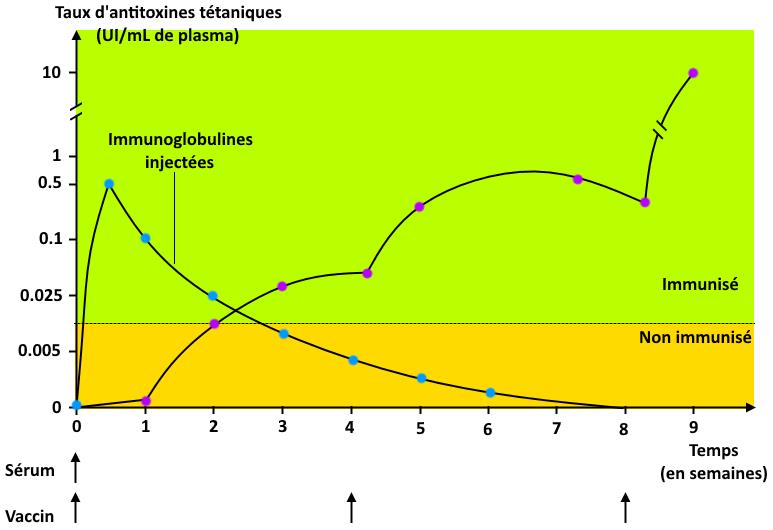 Taux d'antitoxines tétaniques
(UI/mL de plasma)
10
Immunoglobulines
injectées
1
0.5
0.1
0.025
Immunisé
Non immunisé
0.005
0
0 1 2 3 4 5 6 7 8 9
Temps
(en semaines)
Sérum
Vaccin